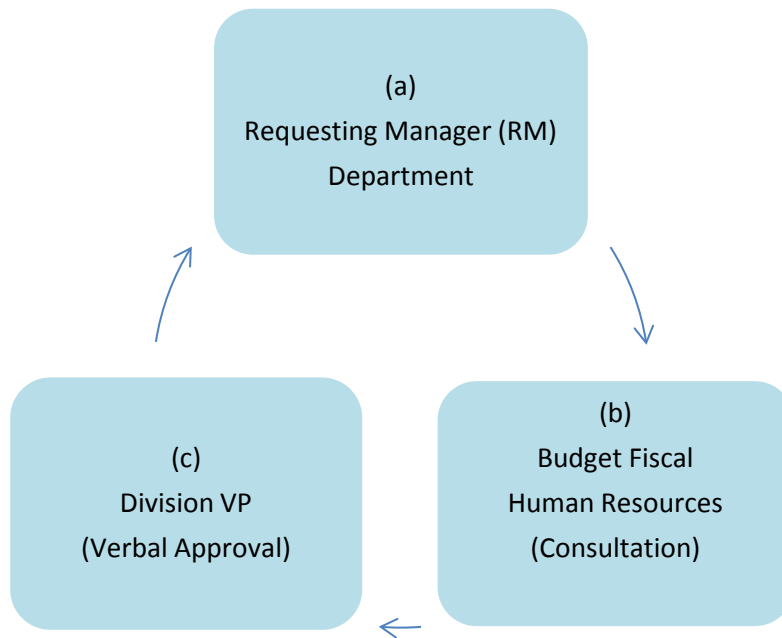 (a)
Requesting Manager (RM)
Department
(b)
Budget Fiscal
Human Resources
(Consultation)
(c)
Division VP
(Verbal Approval)